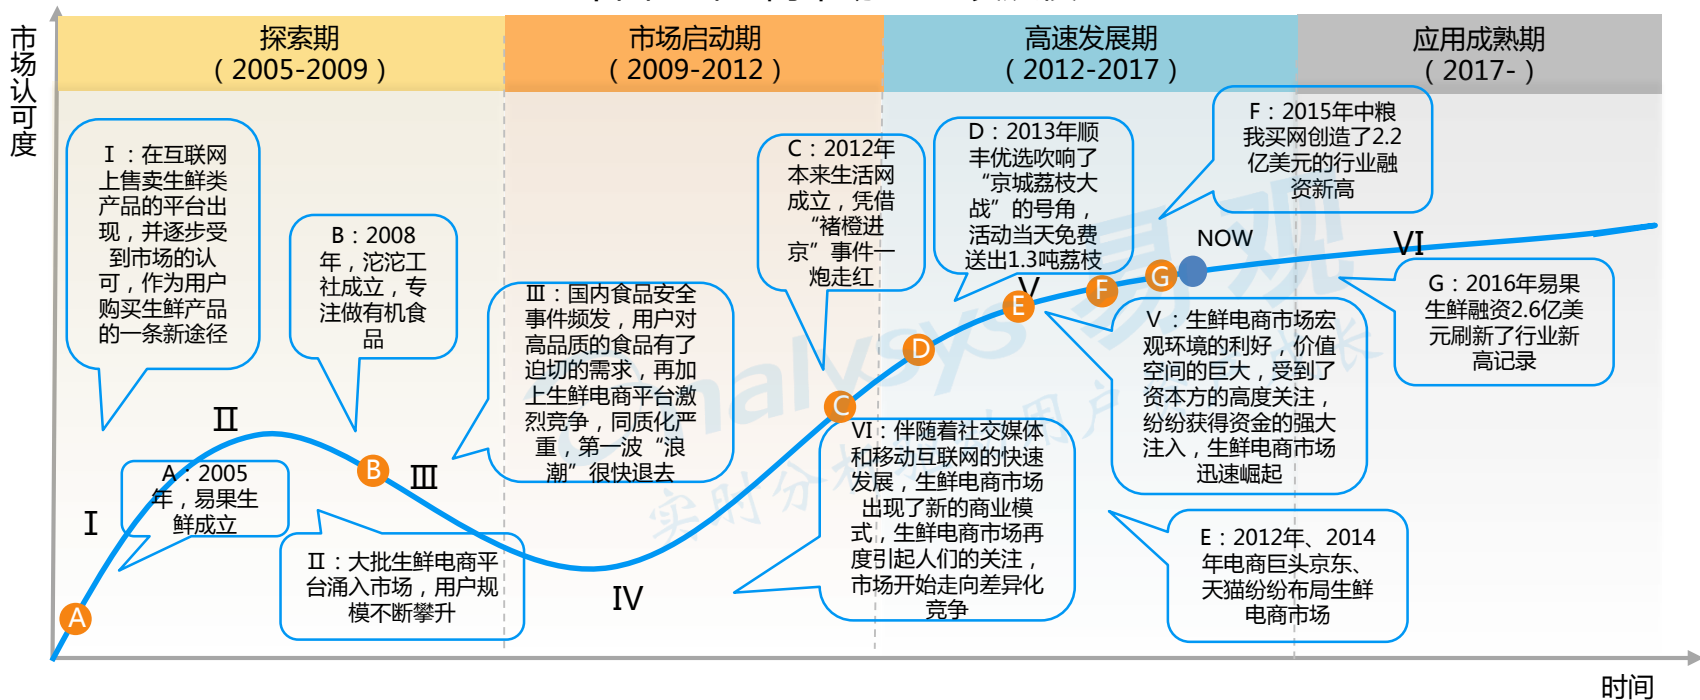 市场认可度
探索期
（2005-2009）
市场启动期
（2009-2012）
高速发展期
（2012-2017）
应用成熟期
（2017-）
Ⅰ：在互联网
上售卖生鲜类
产品的平台出
现，并逐步受
到市场的认
可，作为用户
购买生鲜产品
的一条新途径
B：2008
年，沱沱工
社成立，专
注做有机食
品
Ⅲ：国内食品安全
事件频发，用户对
高品质的食品有了
迫切的需求，再加
上生鲜电商平台激
烈竞争，同质化严
重，第一波“浪
潮”很快退去
C：2012年
本来生活网
成立，凭借
“褚橙进
京”事件一
炮走红
D：2013年顺
丰优选吹响了
“京城荔枝大
战”的号角，
活动当天免费
送出1.3吨荔枝
F：2015年中粮
我买网创造了2.2
亿美元的行业融
资新高
NOW
Ⅵ
G：2016年易果
生鲜融资2.6亿美
元刷新了行业新
高记录
Ⅴ
Ⅴ：生鲜电商市场宏
观环境的利好，价值
空间的巨大，受到了
资本方的高度关注，
纷纷获得资金的强大
注入，生鲜电商市场
迅速崛起
E：2012年、2014
年电商巨头京东、
天猫纷纷布局生鲜
电商市场
Ⅵ：伴随着社交媒体
和移动互联网的快速
发展，生鲜电商市场
出现了新的商业模
式，生鲜电商市场再
度引起人们的关注，
市场开始走向差异化
竞争
A：2005
年，易果生
鲜成立
Ⅱ：大批生鲜电商平
台涌入市场，用户规
模不断攀升
Ⅰ
Ⅱ
Ⅲ
Ⅳ
A
B
C
D
E
F
G
时间
nalysys易观
实时分析
用户
长